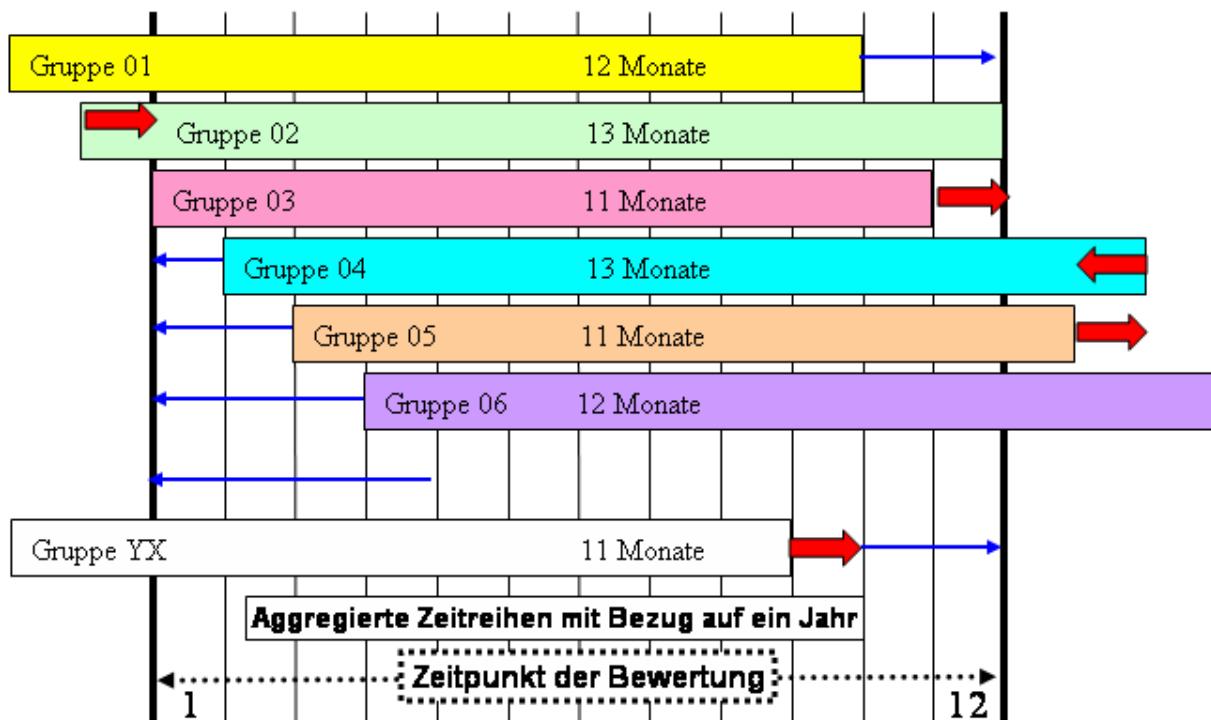 Gruppe 01 12 Monate
Gruppe 02 13 Monate
Gruppe 03 11 Monate
Gruppe 04 13 Monate
Gruppe 05 11 Monate
Gruppe 06 12 Monate
Gruppe YX 11 Monate
Aggregierte Zeitreihen mit Bezug auf ein Jahr
Zeitpunkt der Bewertung
1 12